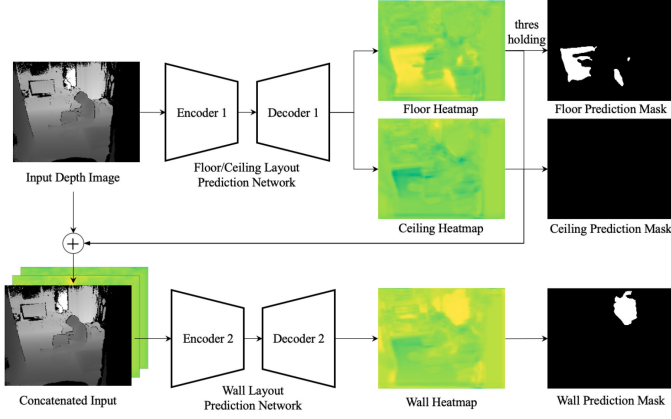 thres
holding
Encoder 1
Decoder 1
Floor Heatmap
Floor Prediction Mask
Input Depth Image
Floor/Ceiling Layout
Prediction Network
Ceiling Heatmap
Ceiling Prediction Mask
+
Encoder 2
Decoder 2
Concatenated Input
Wall Layout
Prediction Network
Wall Heatmap
Wall Prediction Mask